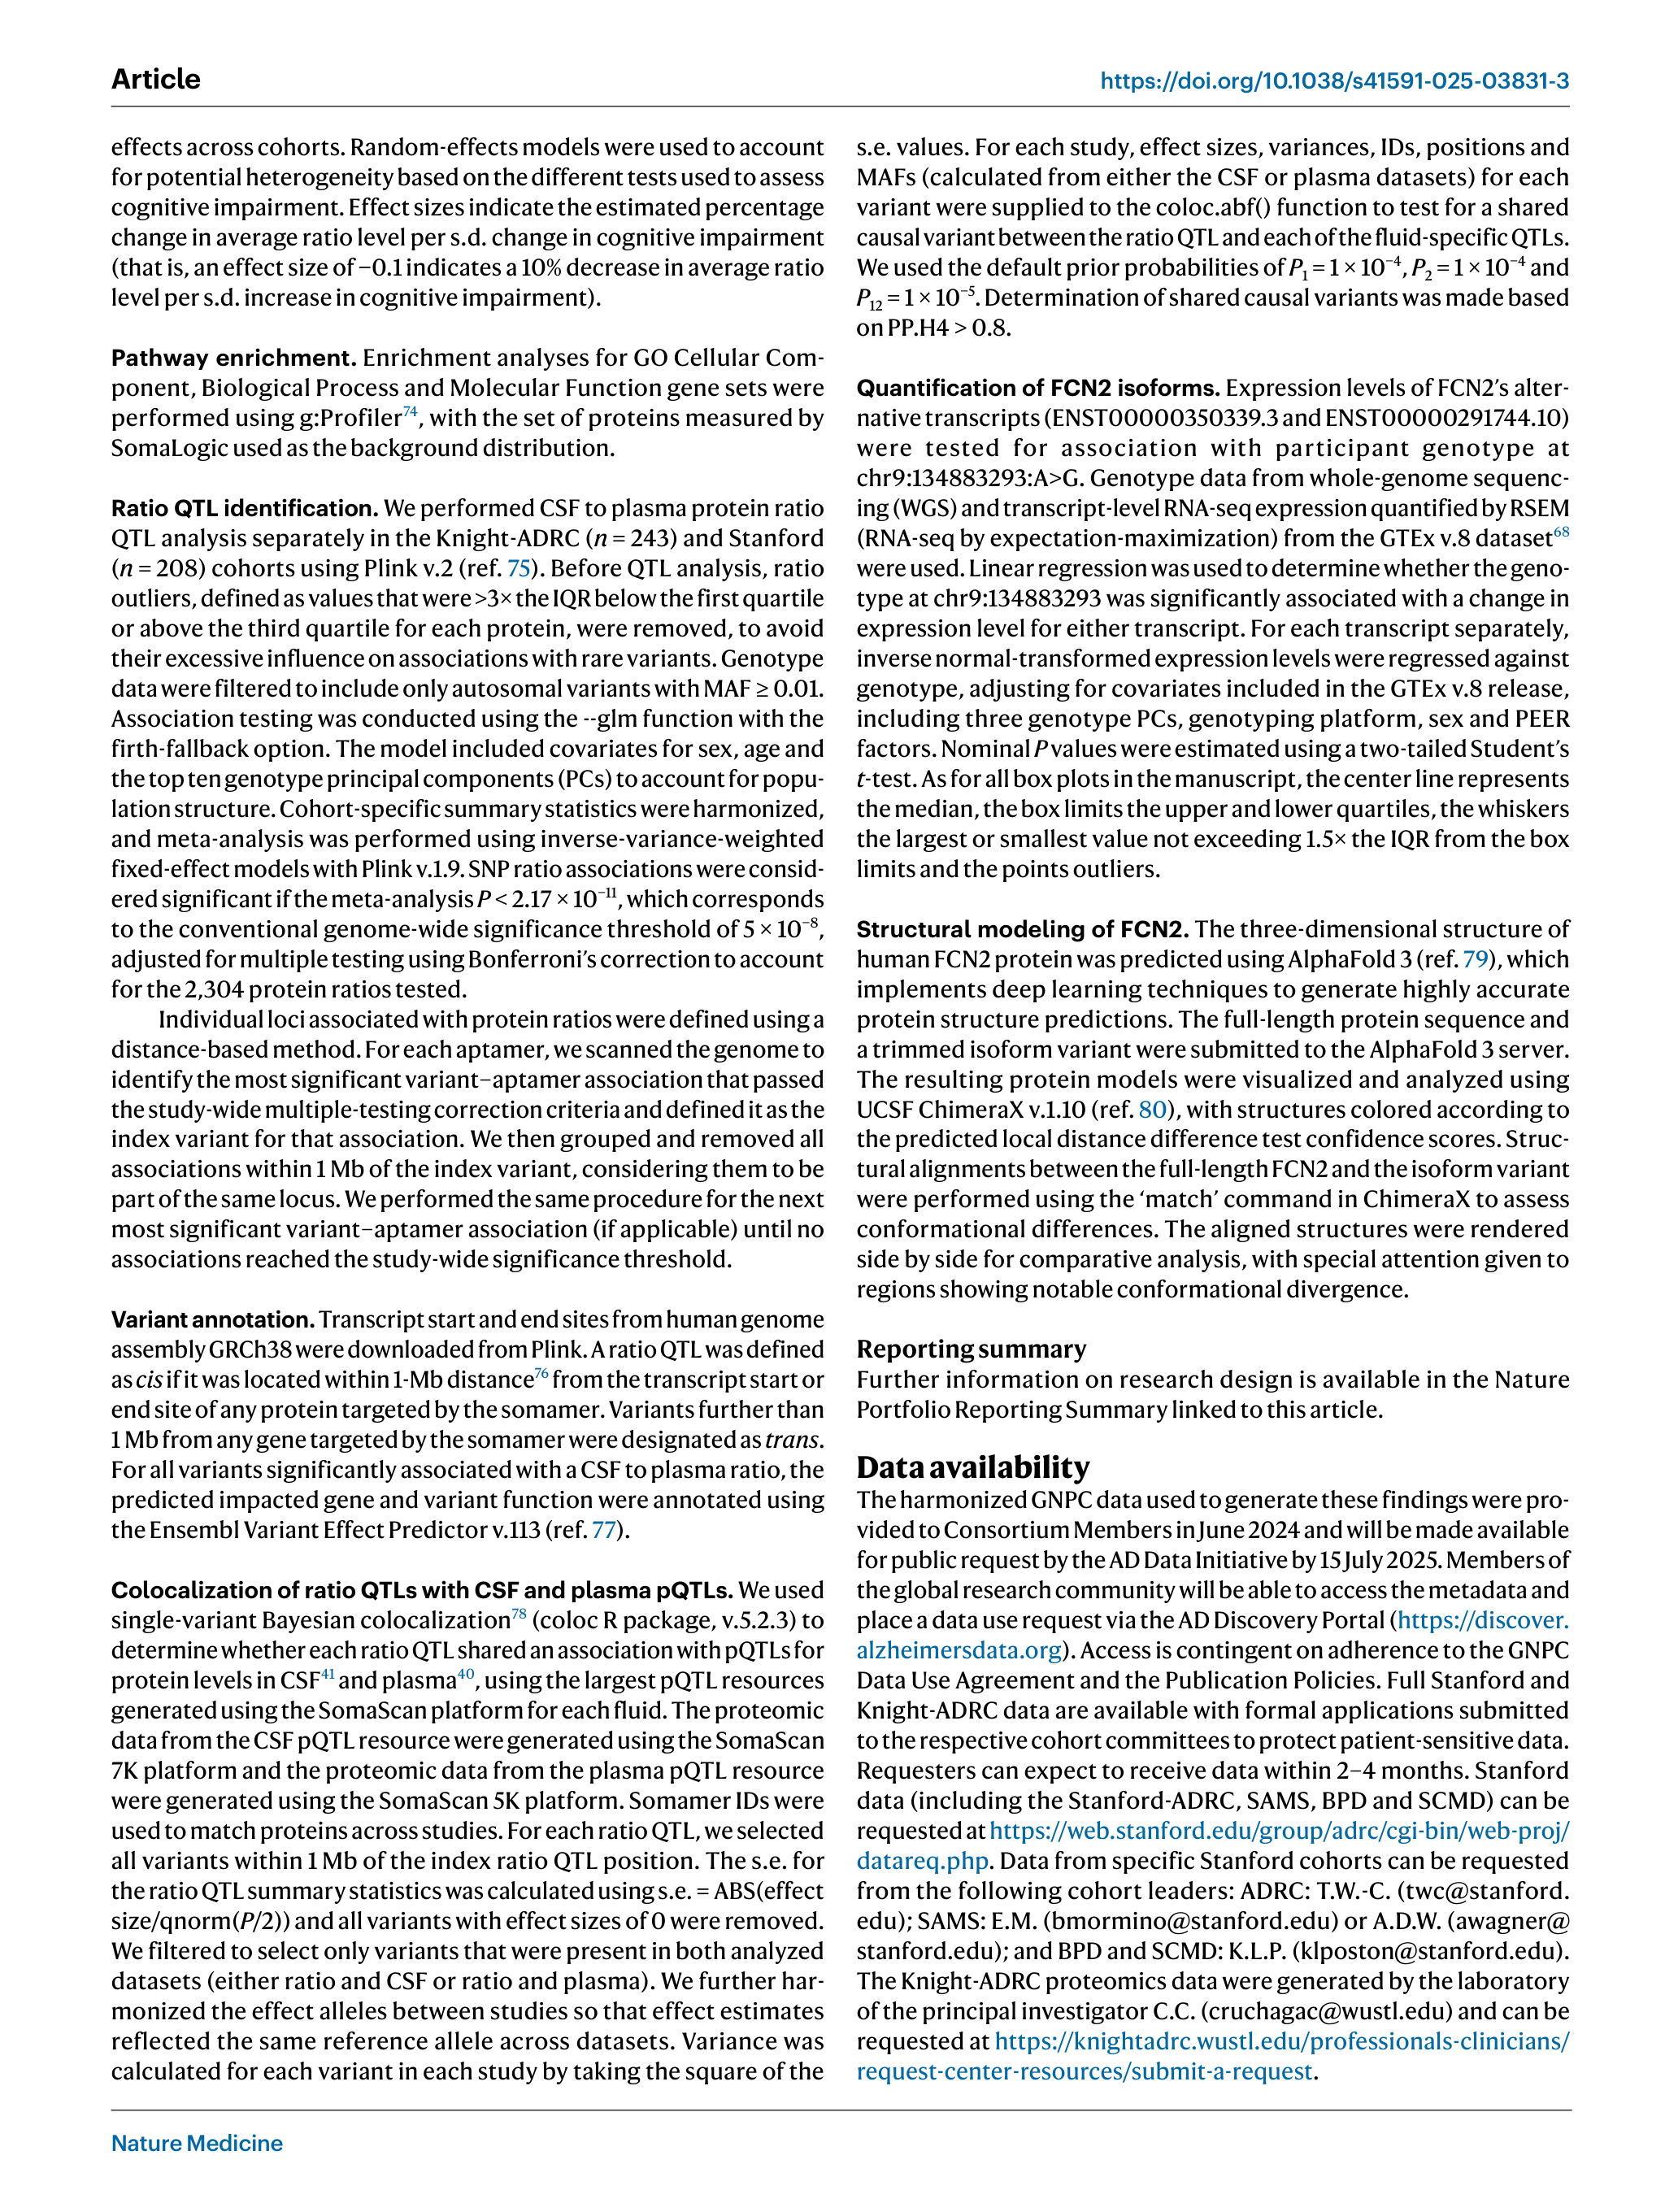 Article
https://doi.org/10.1038/s41591-025-03831-3
effects across cohorts. Random-effects models were used to account
for potential heterogeneity based on the different tests used to assess
cognitive impairment. Effect sizes indicate the estimated percentage
change in average ratio level per s.d. change in cognitive impairment
(that is, an effect size of −0.1 indicates a 10% decrease in average ratio
level per s.d. increase in cognitive impairment).
Pathway enrichment. Enrichment analyses for GO Cellular Com-
ponent, Biological Process and Molecular Function gene sets were
performed using g:Profiler74, with the set of proteins measured by
SomaLogic used as the background distribution.
Ratio QTL identification. We performed CSF to plasma protein ratio
QTL analysis separately in the Knight-ADRC (n = 243) and Stanford
(n = 208) cohorts using Plink v.2 (ref. 75). Before QTL analysis, ratio
outliers, defined as values that were >3× the IQR below the first quartile
or above the third quartile for each protein, were removed, to avoid
their excessive influence on associations with rare variants. Genotype
data were filtered to include only autosomal variants with MAF ≥ 0.01.
Association testing was conducted using the --glm function with the
firth-fallback option. The model included covariates for sex, age and
the top ten genotype principal components (PCs) to account for popu-
lation structure. Cohort-specific summary statistics were harmonized,
and meta-analysis was performed using inverse-variance-weighted
fixed-effect models with Plink v.1.9. SNP ratio associations were consid-
ered significant if the meta-analysis P < 2.17 × 10−11, which corresponds
to the conventional genome-wide significance threshold of 5 × 10−8,
adjusted for multiple testing using Bonferroni's correction to account
for the 2,304 protein ratios tested.
Individual loci associated with protein ratios were defined using a
distance-based method. For each aptamer, we scanned the genome to
identify the most significant variant–aptamer association that passed
the study-wide multiple-testing correction criteria and defined it as the
index variant for that association. We then grouped and removed all
associations within 1 Mb of the index variant, considering them to be
part of the same locus. We performed the same procedure for the next
most significant variant–aptamer association (if applicable) until no
associations reached the study-wide significance threshold.
Variant annotation. Transcript start and end sites from human genome
assembly GRCh38 were downloaded from Plink. A ratio QTL was defined
as cis if it was located within 1-Mb distance76 from the transcript start or
end site of any protein targeted by the somamer. Variants further than
1 Mb from any gene targeted by the somamer were designated as trans.
For all variants significantly associated with a CSF to plasma ratio, the
predicted impacted gene and variant function were annotated using
the Ensembl Variant Effect Predictor v.113 (ref. 77).
Colocalization of ratio QTLs with CSF and plasma pQTLs. We used
single-variant Bayesian colocalization78 (coloc R package, v.5.2.3) to
determine whether each ratio QTL shared an association with pQTLs for
protein levels in CSF41 and plasma40, using the largest pQTL resources
generated using the SomaScan platform for each fluid. The proteomic
data from the CSF pQTL resource were generated using the SomaScan
7K platform and the proteomic data from the plasma pQTL resource
were generated using the SomaScan 5K platform. Somamer IDs were
used to match proteins across studies. For each ratio QTL, we selected
all variants within 1 Mb of the index ratio QTL position. The s.e. for
the ratio QTL summary statistics was calculated using s.e. = ABS(effect
size/qnorm(P/2)) and all variants with effect sizes of 0 were removed.
We filtered to select only variants that were present in both analyzed
datasets (either ratio and CSF or ratio and plasma). We further har-
monized the effect alleles between studies so that effect estimates
reflected the same reference allele across datasets. Variance was
calculated for each variant in each study by taking the square of the
s.e. values. For each study, effect sizes, variances, IDs, positions and
MAFs (calculated from either the CSF or plasma datasets) for each
variant were supplied to the coloc.abf() function to test for a shared
causal variant between the ratio QTL and each of the fluid-specific QTLs.
We used the default prior probabilities of P1 = 1 × 10−4, P2 = 1 × 10−4 and
P12 = 1 × 10−5. Determination of shared causal variants was made based
on PP.H4 > 0.8.
Quantification of FCN2 isoforms. Expression levels of FCN2's alter-
native transcripts (ENST00000350339.3 and ENST00000291744.10)
were tested for association with participant genotype at
chr9:134883293:A>G. Genotype data from whole-genome sequenc-
ing (WGS) and transcript-level RNA-seq expression quantified by RSEM
(RNA-seq by expectation-maximization) from the GTEx v.8 dataset68
were used. Linear regression was used to determine whether the geno-
type at chr9:134883293 was significantly associated with a change in
expression level for either transcript. For each transcript separately,
inverse normal-transformed expression levels were regressed against
genotype, adjusting for covariates included in the GTEx v.8 release,
including three genotype PCs, genotyping platform, sex and PEER
factors. Nominal P values were estimated using a two-tailed Student's
t-test. As for all box plots in the manuscript, the center line represents
the median, the box limits the upper and lower quartiles, the whiskers
the largest or smallest value not exceeding 1.5× the IQR from the box
limits and the points outliers.
Structural modeling of FCN2. The three-dimensional structure of
human FCN2 protein was predicted using AlphaFold 3 (ref. 79), which
implements deep learning techniques to generate highly accurate
protein structure predictions. The full-length protein sequence and
a trimmed isoform variant were submitted to the AlphaFold 3 server.
The resulting protein models were visualized and analyzed using
UCSF ChimeraX v.1.10 (ref. 80), with structures colored according to
the predicted local distance difference test confidence scores. Struc-
tural alignments between the full-length FCN2 and the isoform variant
were performed using the 'match' command in ChimeraX to assess
conformational differences. The aligned structures were rendered
side by side for comparative analysis, with special attention given to
regions showing notable conformational divergence.
Reporting summary
Further information on research design is available in the Nature
Portfolio Reporting Summary linked to this article.
Data availability
The harmonized GNPC data used to generate these findings were pro-
vided to Consortium Members in June 2024 and will be made available
for public request by the AD Data Initiative by 15 July 2025. Members of
the global research community will be able to access the metadata and
place a data use request via the AD Discovery Portal (https://discover.
alzheimersdata.org). Access is contingent on adherence to the GNPC
Data Use Agreement and the Publication Policies. Full Stanford and
Knight-ADRC data are available with formal applications submitted
to the respective cohort committees to protect patient-sensitive data.
Requesters can expect to receive data within 2–4 months. Stanford
data (including the Stanford-ADRC, SAMS, BPD and SCMD) can be
requested at https://web.stanford.edu/group/adrc/cgi-bin/web-proj/
datareq.php. Data from specific Stanford cohorts can be requested
from the following cohort leaders: ADRC: T.W.-C. (twc@stanford.
edu); SAMS: E.M. (bmormino@stanford.edu) or A.D.W. (awagner@
stanford.edu); and BPD and SCMD: K.L.P. (klposton@stanford.edu).
The Knight-ADRC proteomics data were generated by the laboratory
of the principal investigator C.C. (cruchagac@wustl.edu) and can be
requested at https://knightadrc.wustl.edu/professionals-clinicians/
request-center-resources/submit-a-request.
Nature Medicine